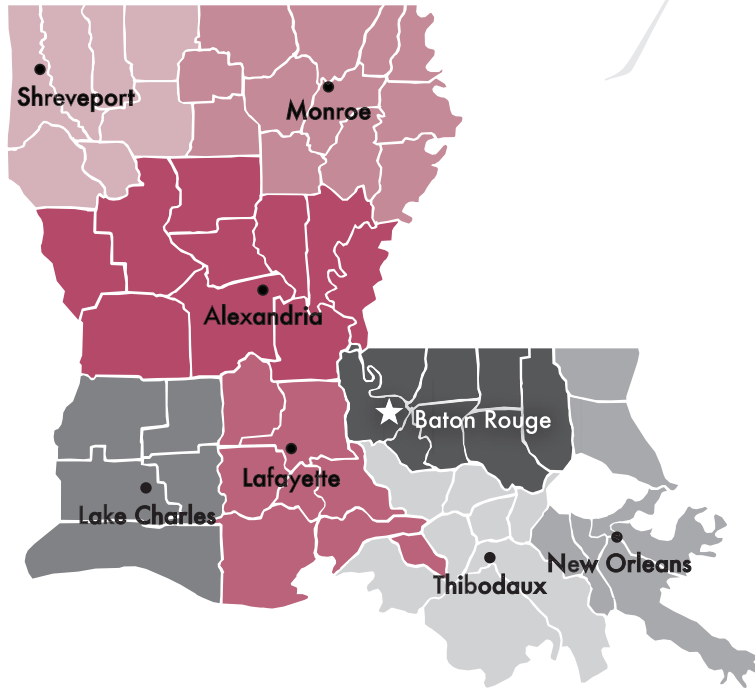 Shreveport
Monroe
Alexandria
Baton Rouge
Lafayette
Lake Charles
New Orleans
Thibodaux